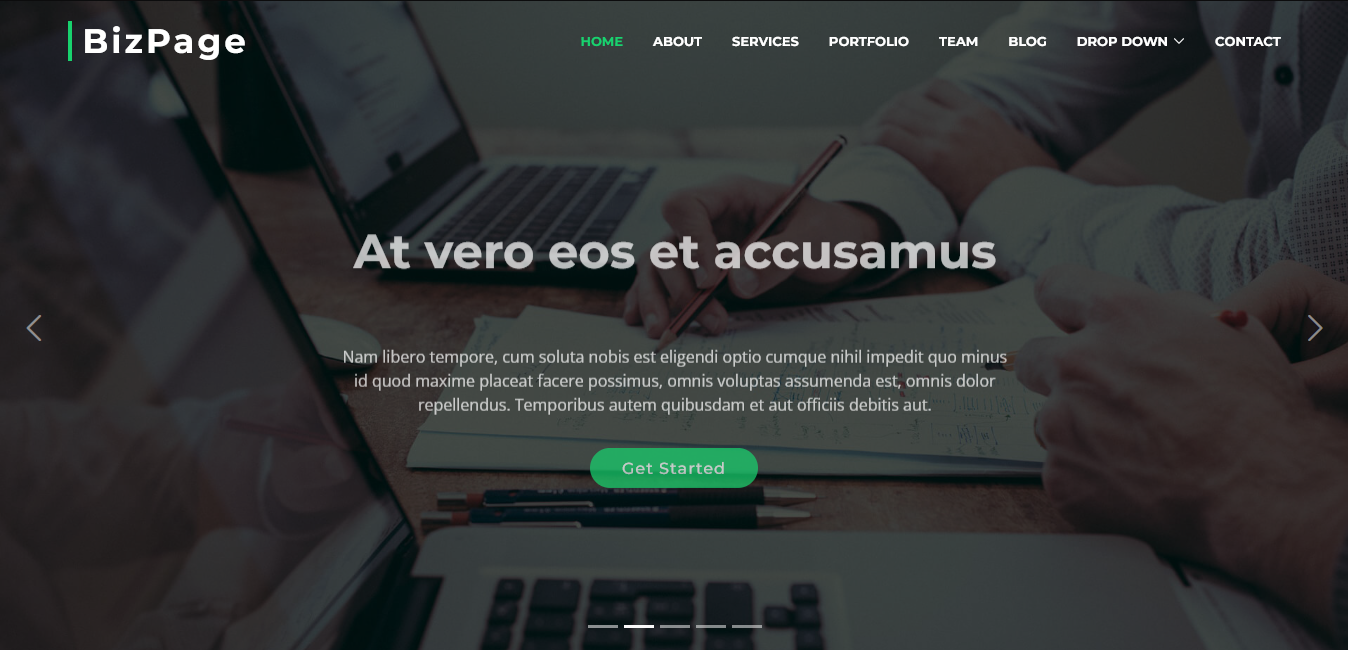 BizPage
HOME ABOUT SERVICES PORTFOLIO TEAM BLOG DROP DOWN CONTACT
At vero eos et accusamus
Nam libero tempore, cum soluta nobis est eligendi optio cumque nihil impedit quo minus
id quod maxime placeat facere possimus, omnis voluptas assumenda est, omnis dolor
repellendus. Temporibus autem quibusdam et aut officiis debitis aut.
Get Started